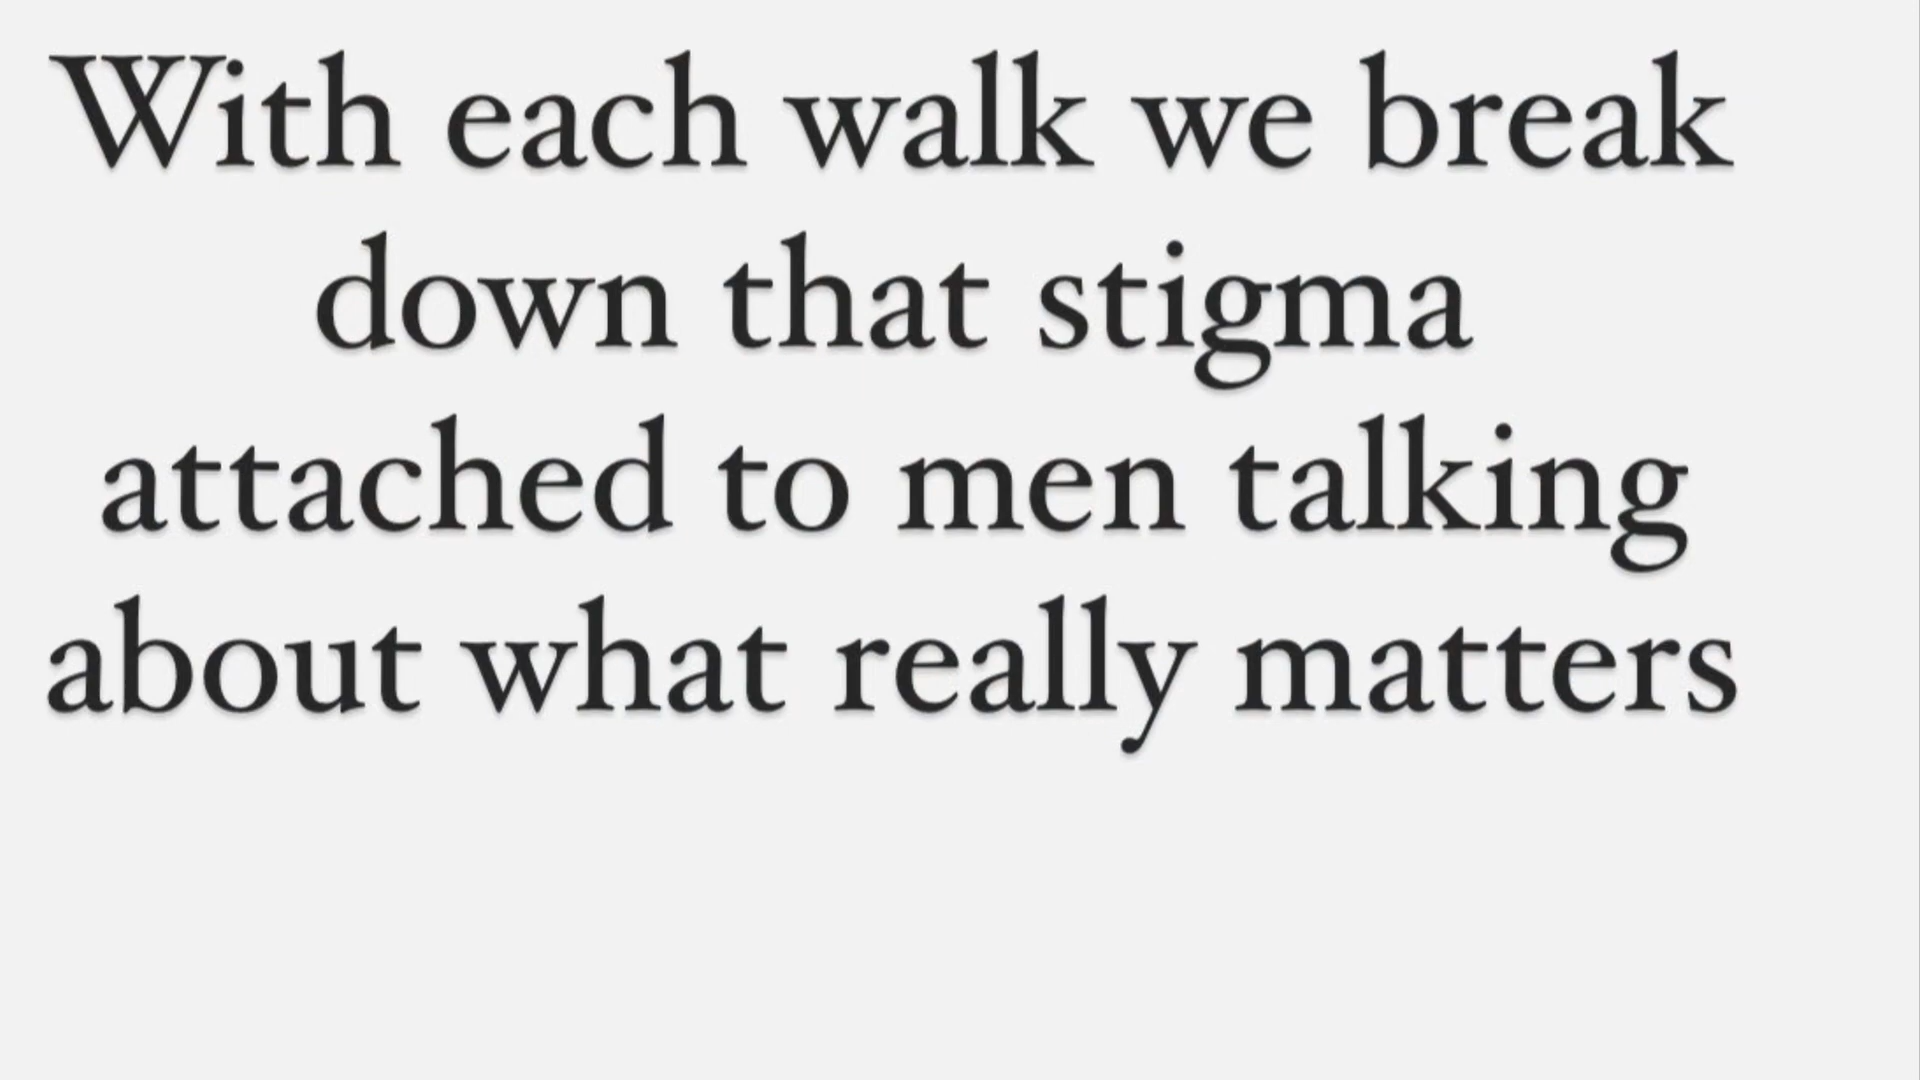 With each walk we break
down that stigma
attached to men talking
about what really matters